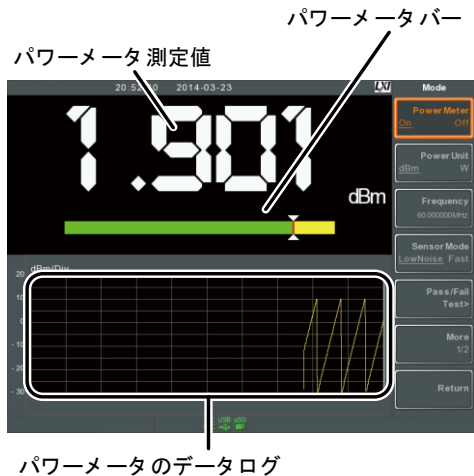 パワーメータバー
パワーメータ測定値
2014-03-23
LXI
Mode
1.901
dBm
Power Meter
On Off
Power Unit
dBm W
Frequency
60.000000MHz
Sensor Mode
LowNoise Fast
Pass/Fail
Test>
More
1/2
Return
dBm/Div
20
10
0
-10
-20
-30
USB uSD
パワーメータのデータログ